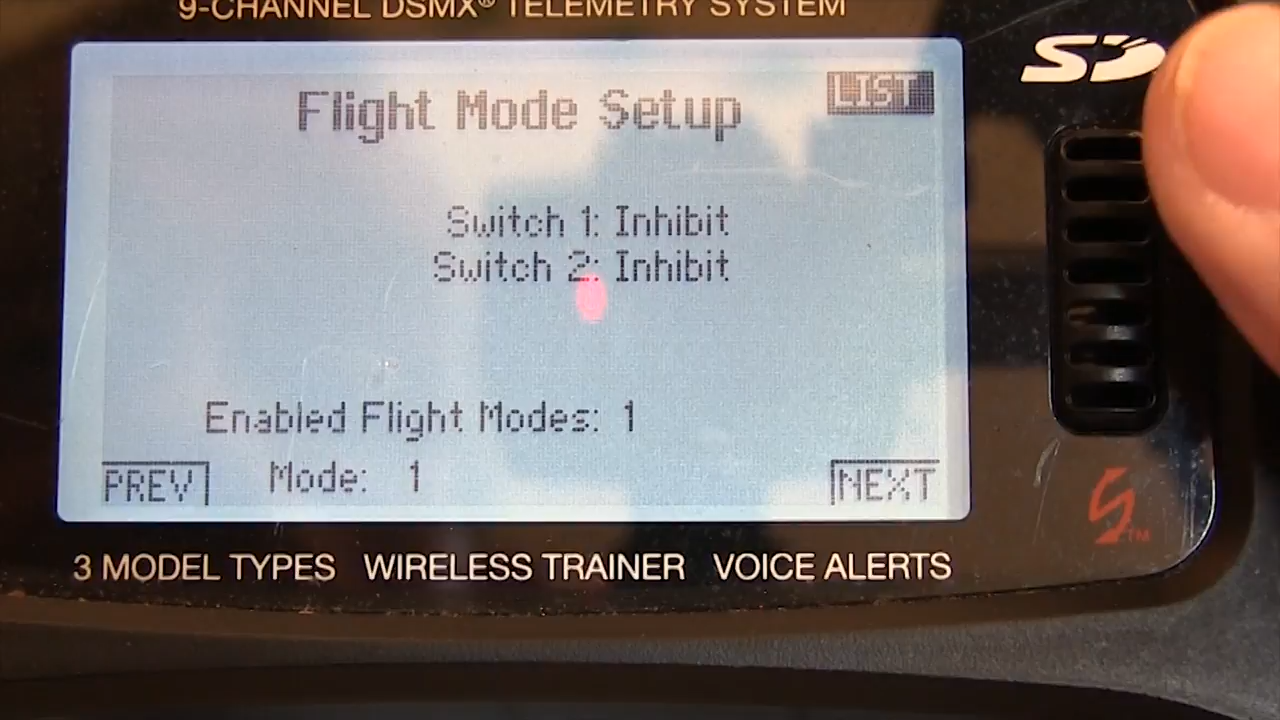 9-CHANNEL DSMX® TELEMETRY SYSTEM
LIST
Flight Mode Setup
Switch 1: Inhibit
Switch 2: Inhibit
Enabled Flight Modes: 1
PREV Mode: 1 NEXT
3 MODEL TYPES WIRELESS TRAINER VOICE ALERTS
SD
TM